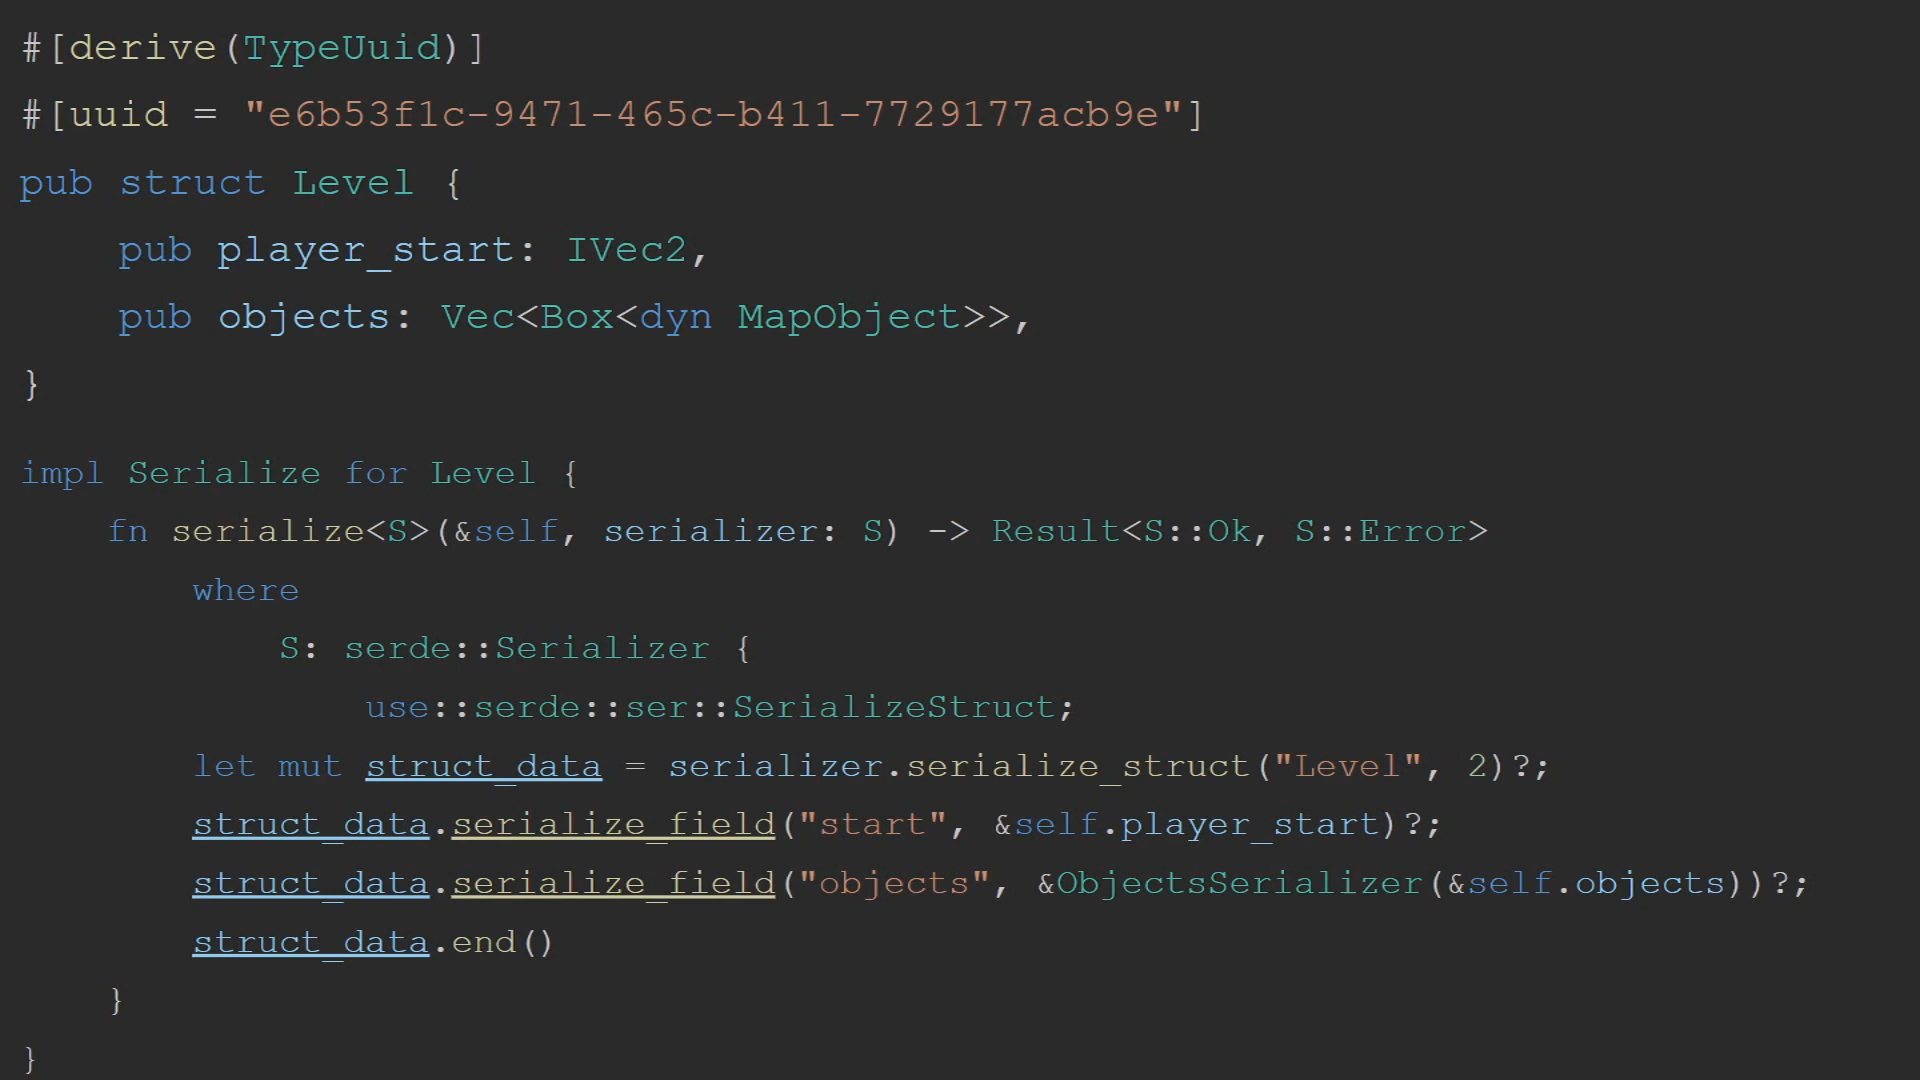 #[derive(TypeUuid)]
#[uuid = "e6b53f1c-9471-465c-b411-7729177acb9e"]
pub struct Level {
    pub player_start: IVec2,
    pub objects: Vec<Box<dyn MapObject>>,
}
impl Serialize for Level {
    fn serialize<S>(&self, serializer: S) -> Result<S::Ok, S::Error>
        where
            S: serde::Serializer {
                use::serde::ser::SerializeStruct;
        let mut struct_data = serializer.serialize_struct("Level", 2)?;
        struct_data.serialize_field("start", &self.player_start)?;
        struct_data.serialize_field("objects", &ObjectsSerializer(&self.objects))?;
        struct_data.end()
    }
}